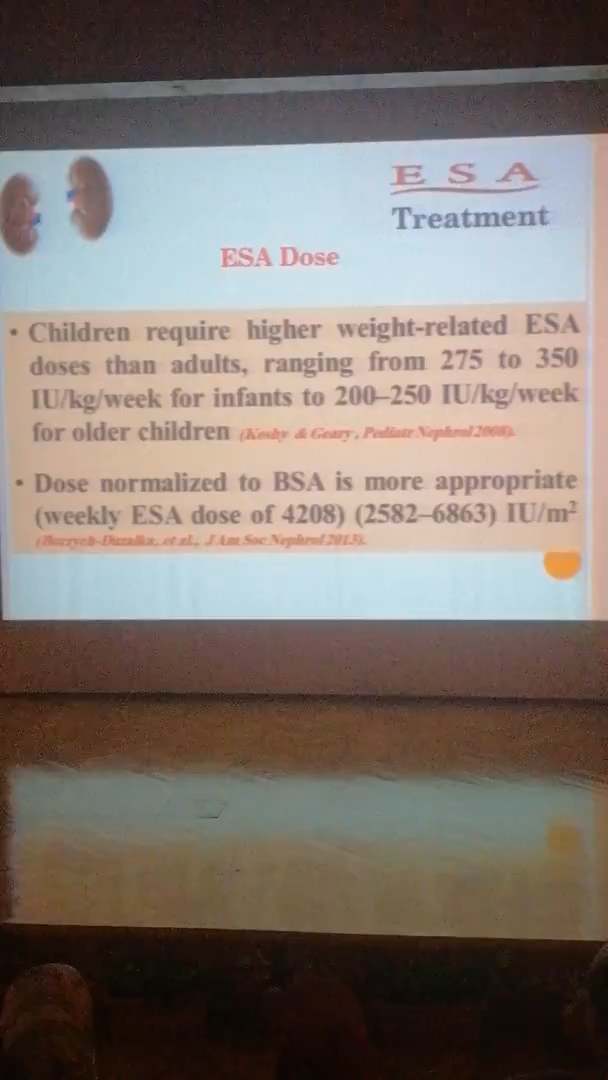 E S A
Treatment
ESA Dose
• Children require higher weight-related ESA
doses than adults, ranging from 275 to 350
IU/kg/week for infants to 200–250 IU/kg/week
for older children (Koshy & Geary, Pediatr Nephrol 2008).
• Dose normalized to BSA is more appropriate
(weekly ESA dose of 4208) (2582–6863) IU/m²
et al., J Am Soc Nephrol 2013).